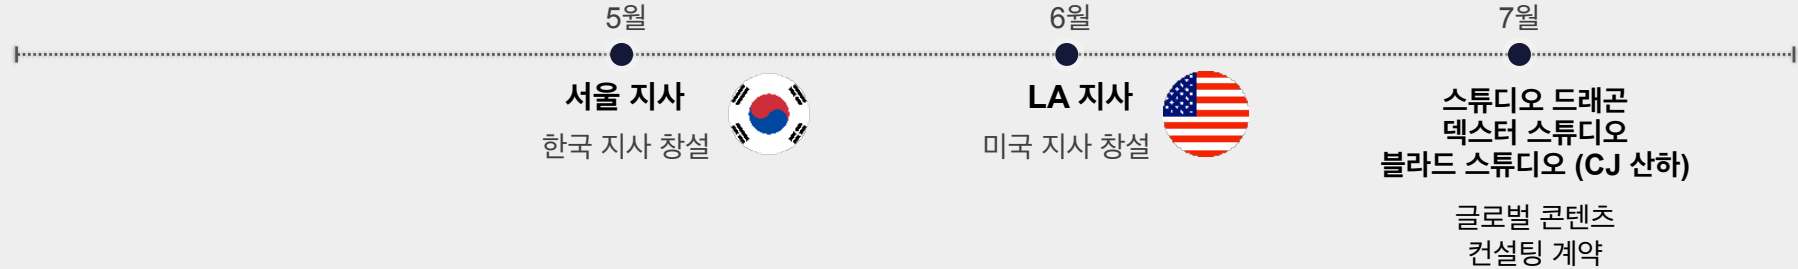 5월
서울 지사
한국 지사 창설
6월
LA 지사
미국 지사 창설
7월
스튜디오 드래곤
덱스터 스튜디오
블라드 스튜디오 (CJ 산하)
글로벌 콘텐츠
컨설팅 계약